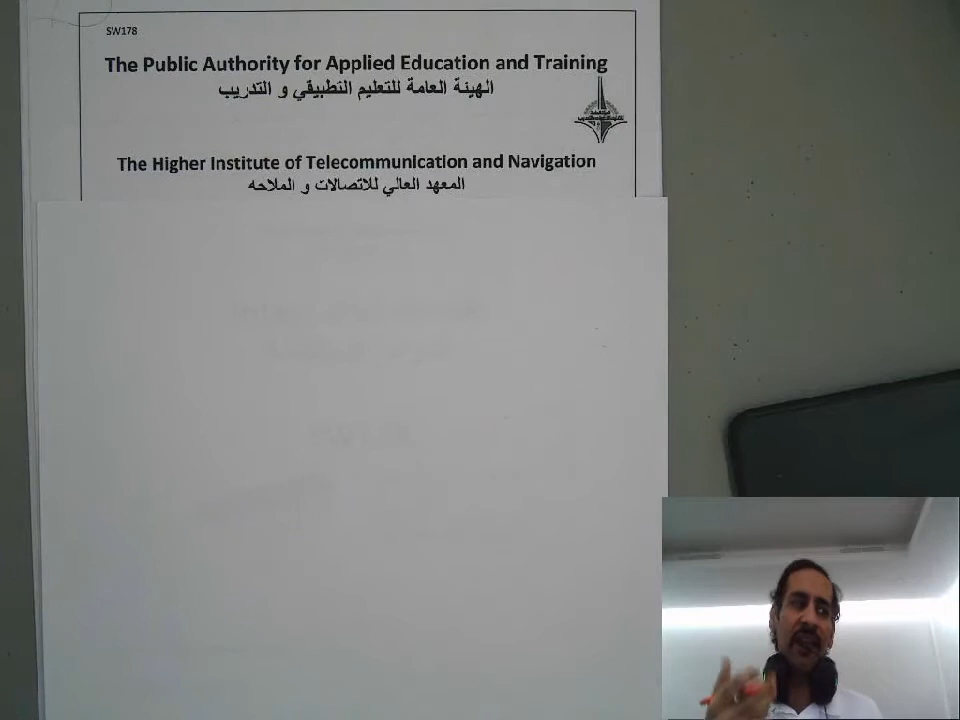 SW178
The Public Authority for Applied Education and Training
الهيئة العامة للتعليم التطبيقي و التدريب
The Higher Institute of Telecommunication and Navigation
المعهد العالي للاتصالات و الملاحه